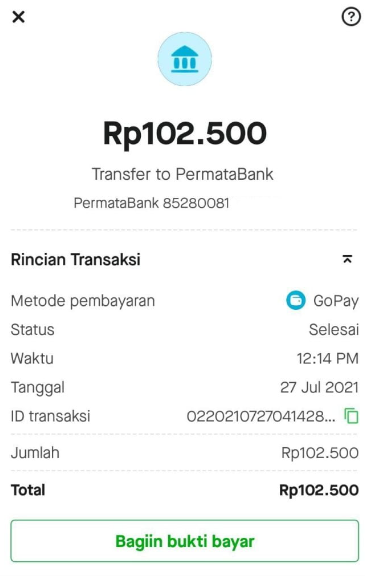 Rp102.500
Transfer to PermataBank
PermataBank 85280081
Rincian Transaksi
Metode pembayaran GoPay
Status Selesai
Waktu 12:14 PM
Tanggal 27 Jul 2021
ID transaksi 0220210727041428...
Jumlah Rp102.500
Total Rp102.500
Bagiin bukti bayar